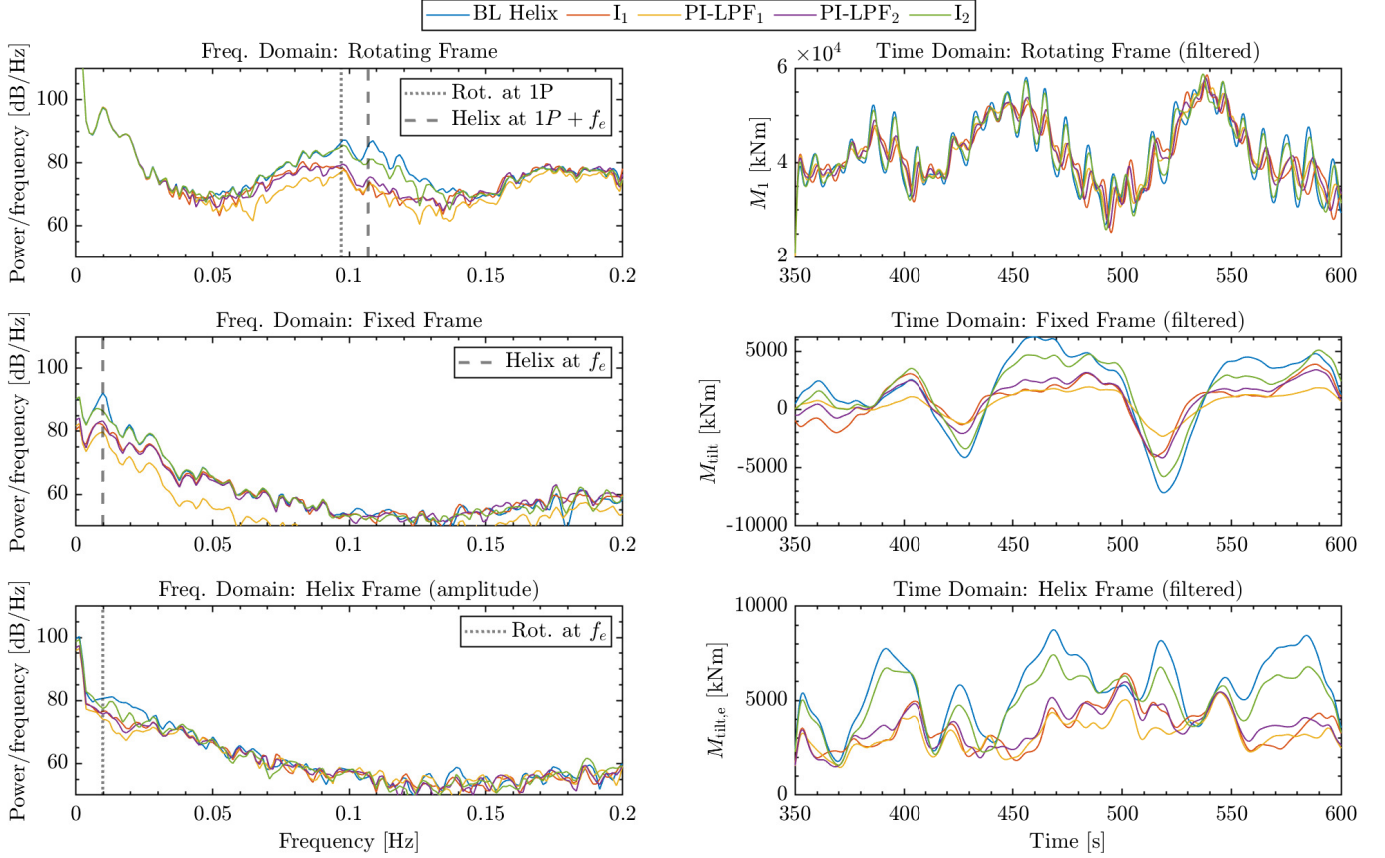 BL Helix I₁ PI-LPF₁ PI-LPF₂ I₂
Freq. Domain: Rotating Frame
Power/frequency [dB/Hz]
100
80
60
0 0.05 0.1 0.15 0.2
Rot. at 1P
Helix at 1P + fₑ
Time Domain: Rotating Frame (filtered)
×10⁴
M₁ [kNm]
6
4
2
350 400 450 500 550 600
Freq. Domain: Fixed Frame
Power/frequency [dB/Hz]
100
80
60
0 0.05 0.1 0.15 0.2
Helix at fₑ
Time Domain: Fixed Frame (filtered)
M_tilt [kNm]
5000
0
-5000
-10000
350 400 450 500 550 600
Freq. Domain: Helix Frame (amplitude)
Power/frequency [dB/Hz]
100
80
60
0 0.05 0.1 0.15 0.2
Frequency [Hz]
Rot. at fₑ
Time Domain: Helix Frame (filtered)
M_tilt,e [kNm]
10000
5000
0
350 400 450 500 550 600
Time [s]